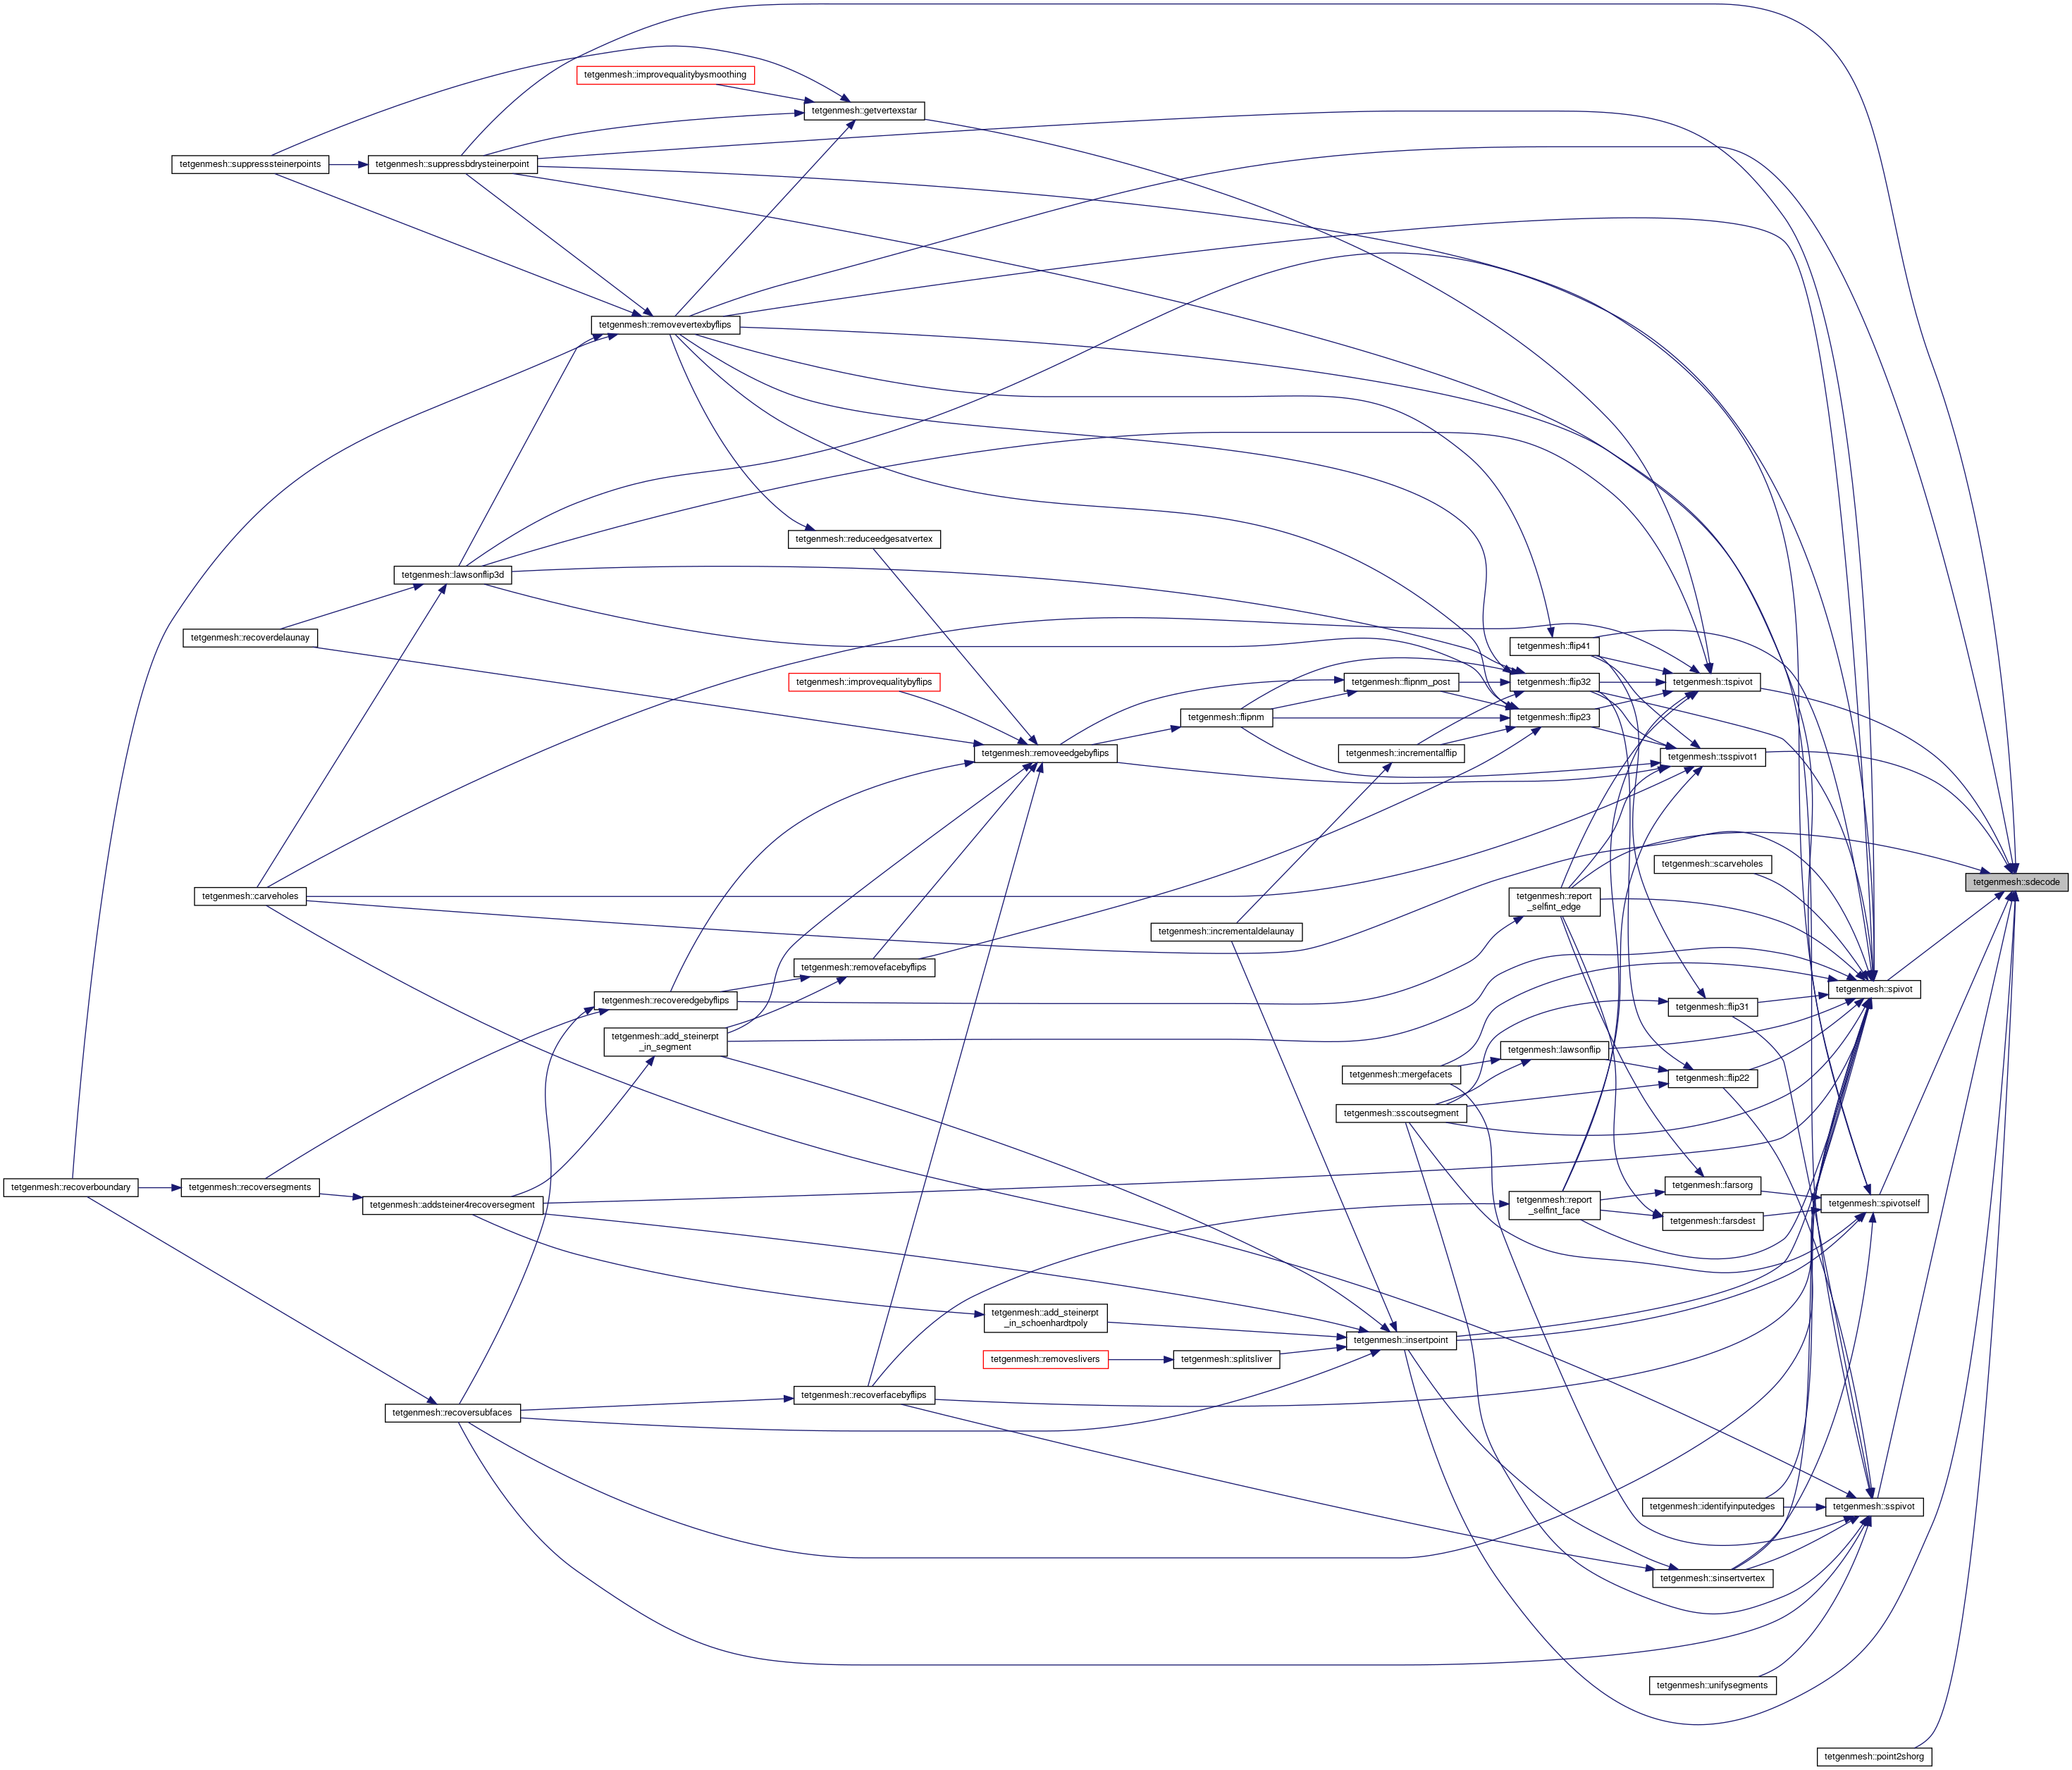 tetgenmesh::improvequalitybysmoothing
tetgenmesh::getvertexstar
tetgenmesh::suppresssteinerpoints
tetgenmesh::suppressbdrysteinerpoint
tetgenmesh::removevertexbyflips
tetgenmesh::reduceedgesatvertex
tetgenmesh::lawsonflip3d
tetgenmesh::recoverdelaunay
tetgenmesh::flip41
tetgenmesh::improvequalitybyflips
tetgenmesh::flipnm_post
tetgenmesh::flip32
tetgenmesh::tspivot
tetgenmesh::flipnm
tetgenmesh::flip23
tetgenmesh::removeedgebyflips
tetgenmesh::incrementalflip
tetgenmesh::tsspivot1
tetgenmesh::scarveholes
tetgenmesh::sdecode
tetgenmesh::carveholes
tetgenmesh::report
_selfint_edge
tetgenmesh::incrementaldelaunay
tetgenmesh::removefacebyflips
tetgenmesh::spivot
tetgenmesh::recoveredgebyflips
tetgenmesh::flip31
tetgenmesh::add_steinerpt
_in_segment
tetgenmesh::lawsonflip
tetgenmesh::mergefacets
tetgenmesh::flip22
tetgenmesh::sscoutsegment
tetgenmesh::recoverboundary
tetgenmesh::recoversegments
tetgenmesh::addsteiner4recoversegment
tetgenmesh::farsorg
tetgenmesh::report
_selfint_face
tetgenmesh::spivotself
tetgenmesh::farsdest
tetgenmesh::add_steinerpt
_in_schoenhardtpoly
tetgenmesh::insertpoint
tetgenmesh::removeslivers
tetgenmesh::splitsliver
tetgenmesh::recoverfacebyflips
tetgenmesh::recoversubfaces
tetgenmesh::identifyinputedges
tetgenmesh::sspivot
tetgenmesh::sinsertvertex
tetgenmesh::unifysegments
tetgenmesh::point2shorg